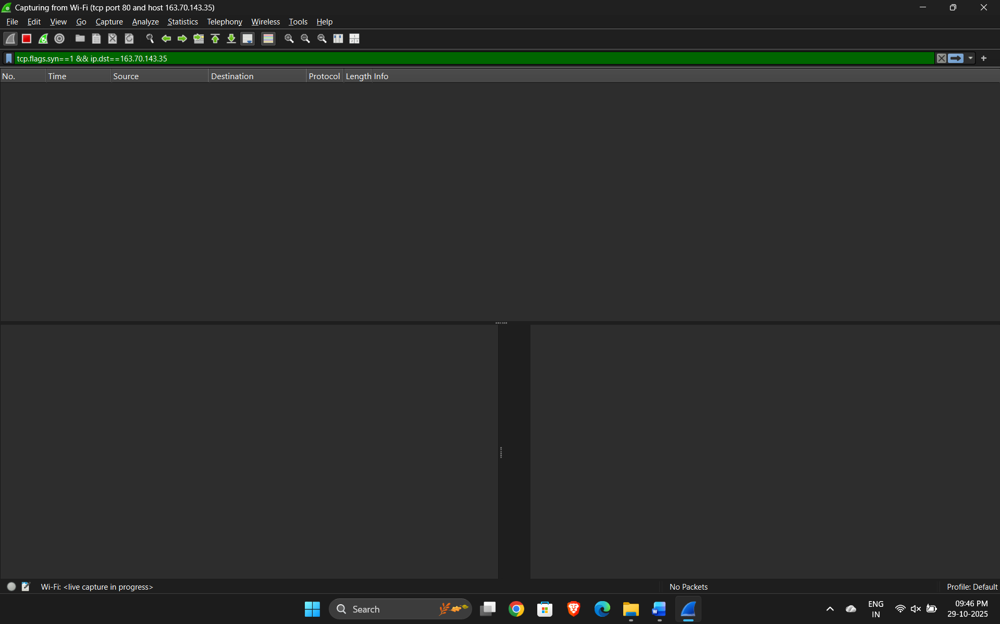 Capturing from Wi-Fi (tcp port 80 and host 163.70.143.35)
File Edit View Go Capture Analyze Statistics Telephony Wireless Tools Help
tcp.flags.syn==1 && ip.dst==163.70.143.35
No. Time Source Destination Protocol Length Info
Wi-Fi: <live capture in progress> No Packets Profile: Default
Search
ENG
IN
09:46 PM
29-10-2025